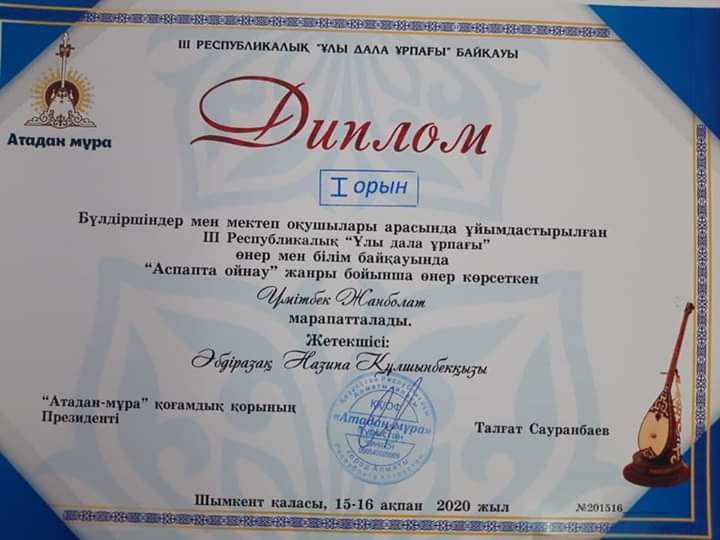 III РЕСПУБЛИКАЛЫҚ "ҰЛЫ ДАЛА ҰРПАҒЫ" БАЙҚАУЫ
Атадан мұра
Диплом
I орын
Бүлдіршіндер мен мектеп оқушылары арасында ұйымдастырылған
III Республикалық “Ұлы дала ұрпағы”
өнер мен білім байқауында
“Аспапта ойнау” жанры бойынша өнер көрсеткен
Үмітбек Жанболат
марапатталады.
Жетекшісі:
Әбдіразақ Назипа Күлшынбекқызы
“Атадан-мұра” қоғамдық қорының
Президенті
Талғат Сауранбаев
"Атадан-мұра"
Шымкент қаласы, 15-16 ақпан 2020 жыл
№201516